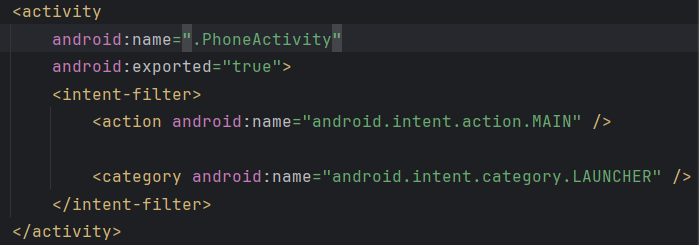 <activity
    android:name=".PhoneActivity"
    android:exported="true">
    <intent-filter>
        <action android:name="android.intent.action.MAIN" />

        <category android:name="android.intent.category.LAUNCHER" />
    </intent-filter>
</activity>